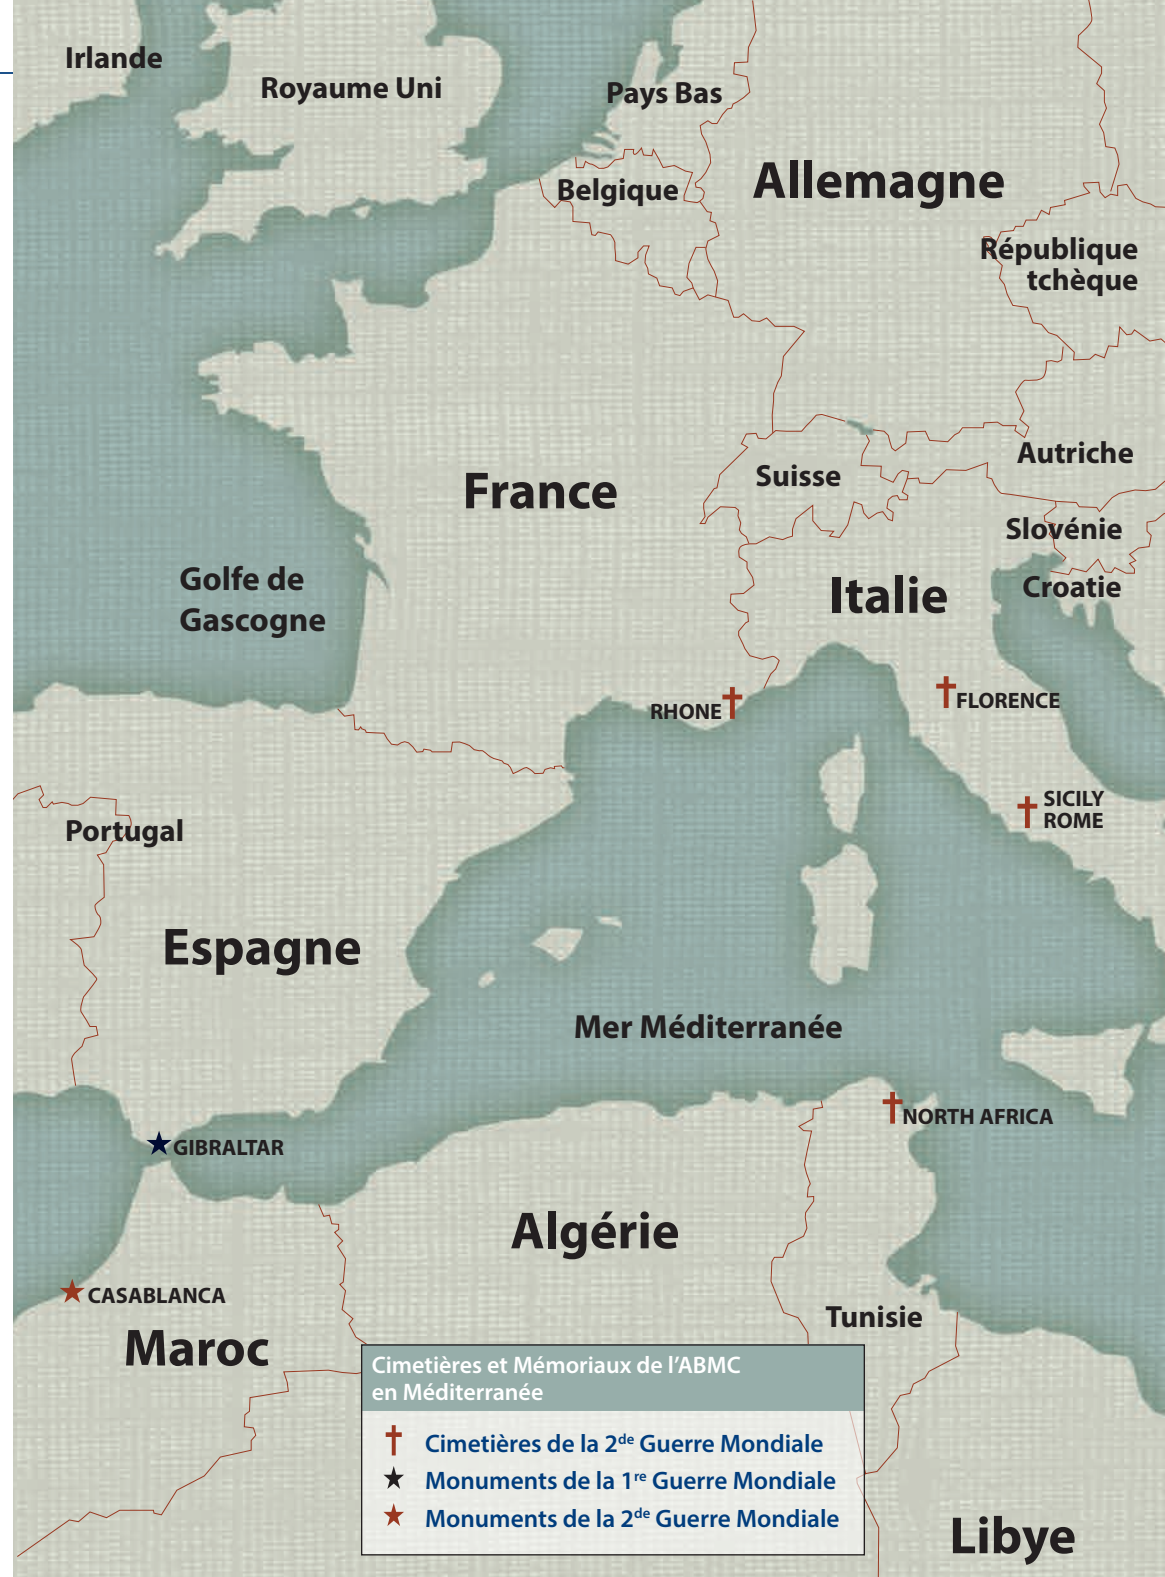 Irlande
Royaume Uni
Pays Bas
Belgique
Allemagne
République
tchèque
Autriche
France
Suisse
Slovénie
Golfe de
Gascogne
Italie
Croatie
RHONE
FLORENCE
SICILY
ROME
Portugal
Espagne
Mer Méditerranée
NORTH AFRICA
GIBRALTAR
Algérie
CASABLANCA
Tunisie
Maroc
Cimetières et Mémoriaux de l’ABMC
en Méditerranée
Cimetières de la 2de Guerre Mondiale
Monuments de la 1re Guerre Mondiale
Monuments de la 2de Guerre Mondiale
Libye